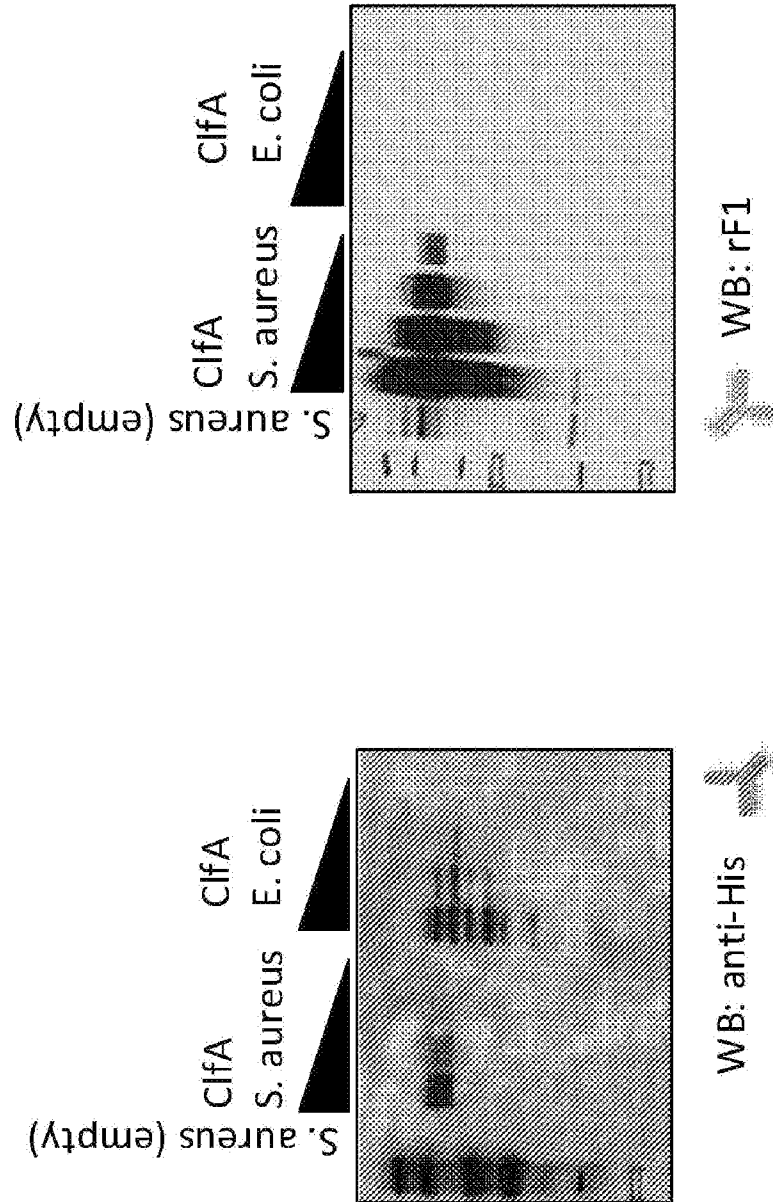 S. aureus (empty)
ClfA
S. aureus
ClfA
E. coli
WB: anti-His
S. aureus (empty)
ClfA
S. aureus
ClfA
E. coli
WB: rF1